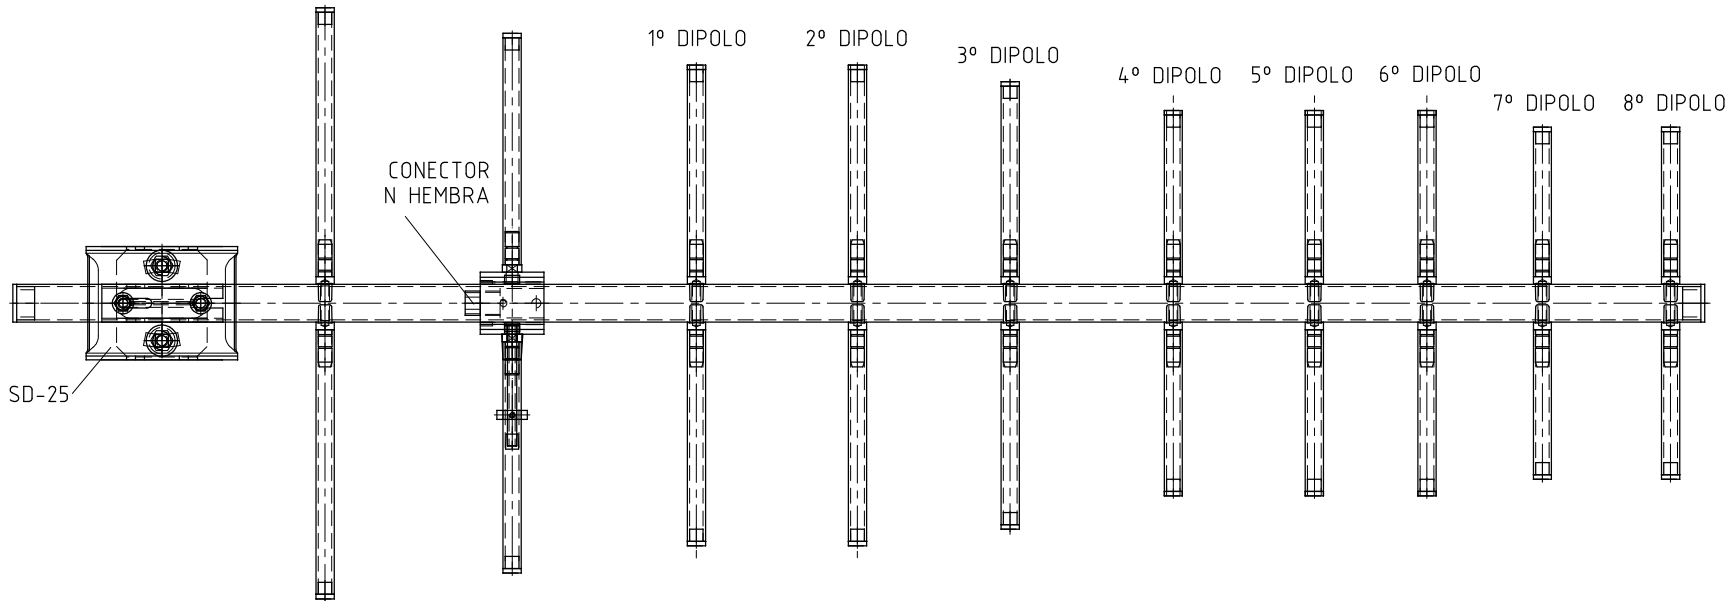 1º DIPOLO
2º DIPOLO
3º DIPOLO
4º DIPOLO
5º DIPOLO
6º DIPOLO
7º DIPOLO
8º DIPOLO
CONECTOR
N HEMBRA
SD-25